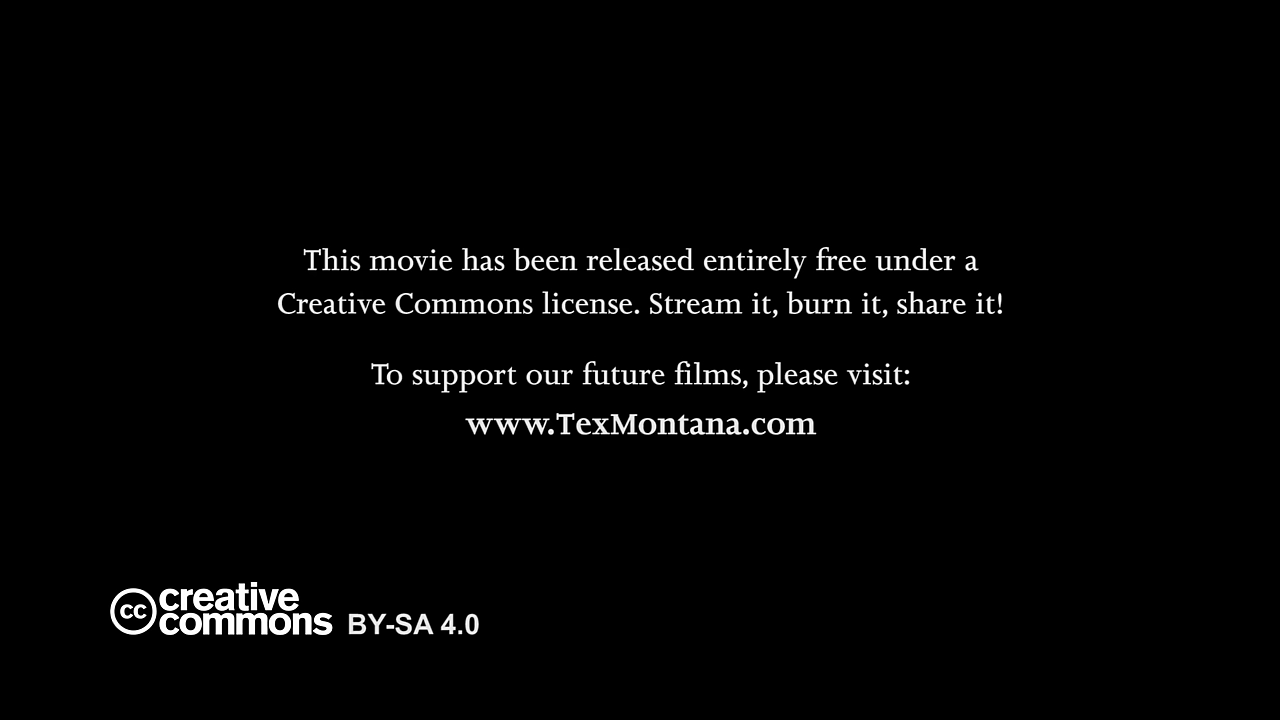 This movie has been released entirely free under a
Creative Commons license. Stream it, burn it, share it!
To support our future films, please visit:
www.TexMontana.com
cc creative
commons BY-SA 4.0